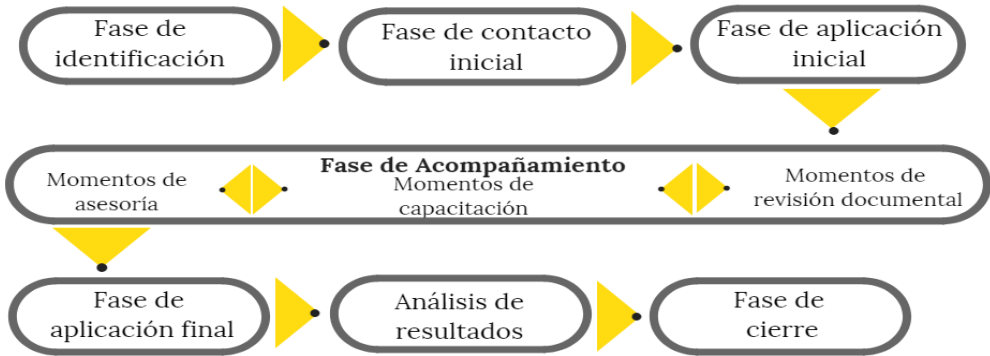 Fase de
identificación
Fase de contacto
inicial
Fase de aplicación
inicial
Fase de Acompañamiento
Momentos de
asesoría
Momentos de
capacitación
Momentos de
revisión documental
Fase de
aplicación final
Análisis de
resultados
Fase de
cierre